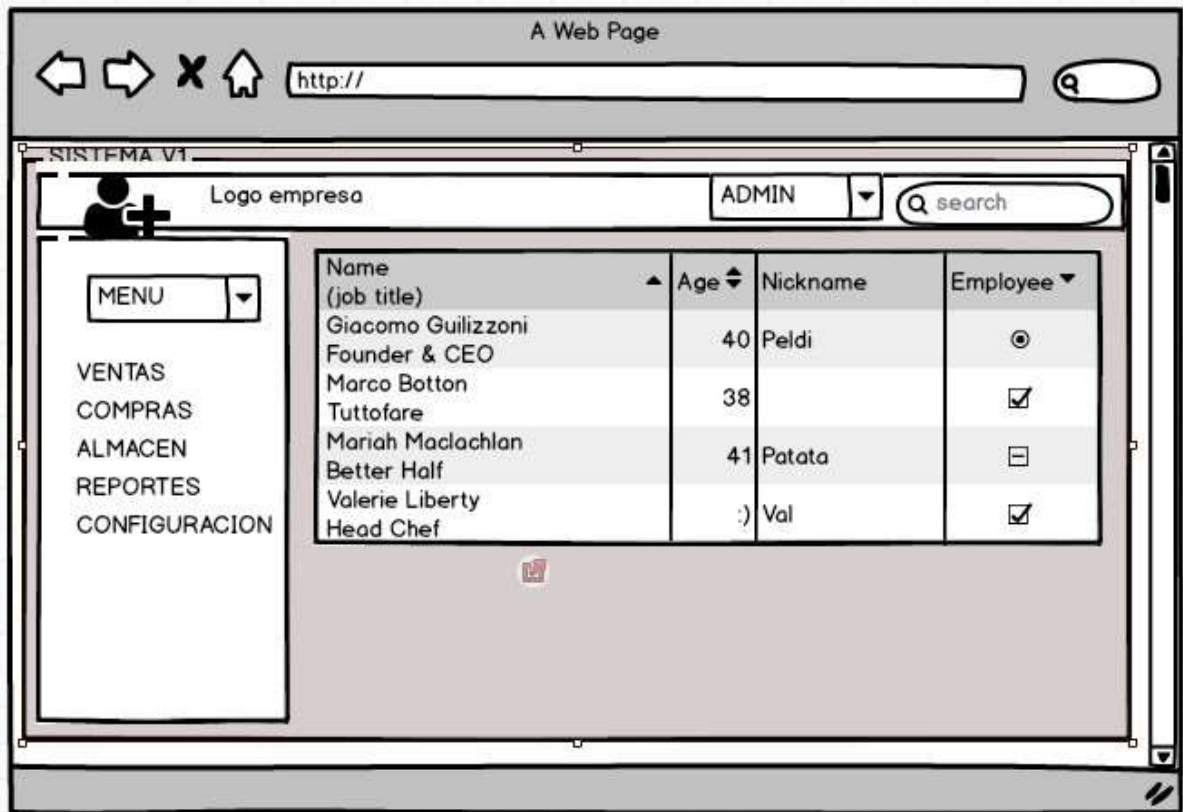 A Web Page
http://
SISTEMA V1
Logo empresa
ADMIN
search
MENU
VENTAS
COMPRAS
ALMACEN
REPORTES
CONFIGURACION
Name
(job title)
Age
Nickname
Employee
Giacomo Guilizzoni
Founder & CEO
40
Peldi
Marco Botton
Tuttofare
38
Mariah Maclachlan
Better Half
41
Patata
Valerie Liberty
Head Chef
:)
Val